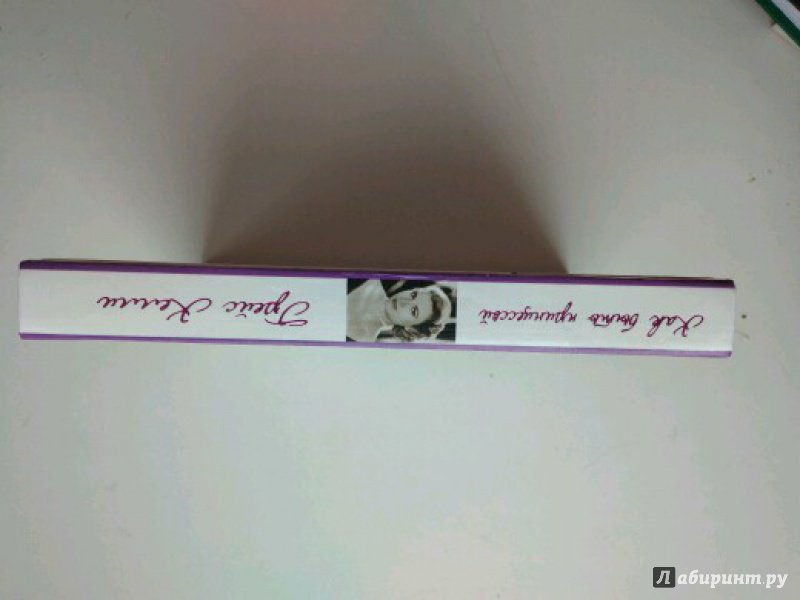 Грейс Келли
Как быть принцессой
Лабиринт.ру